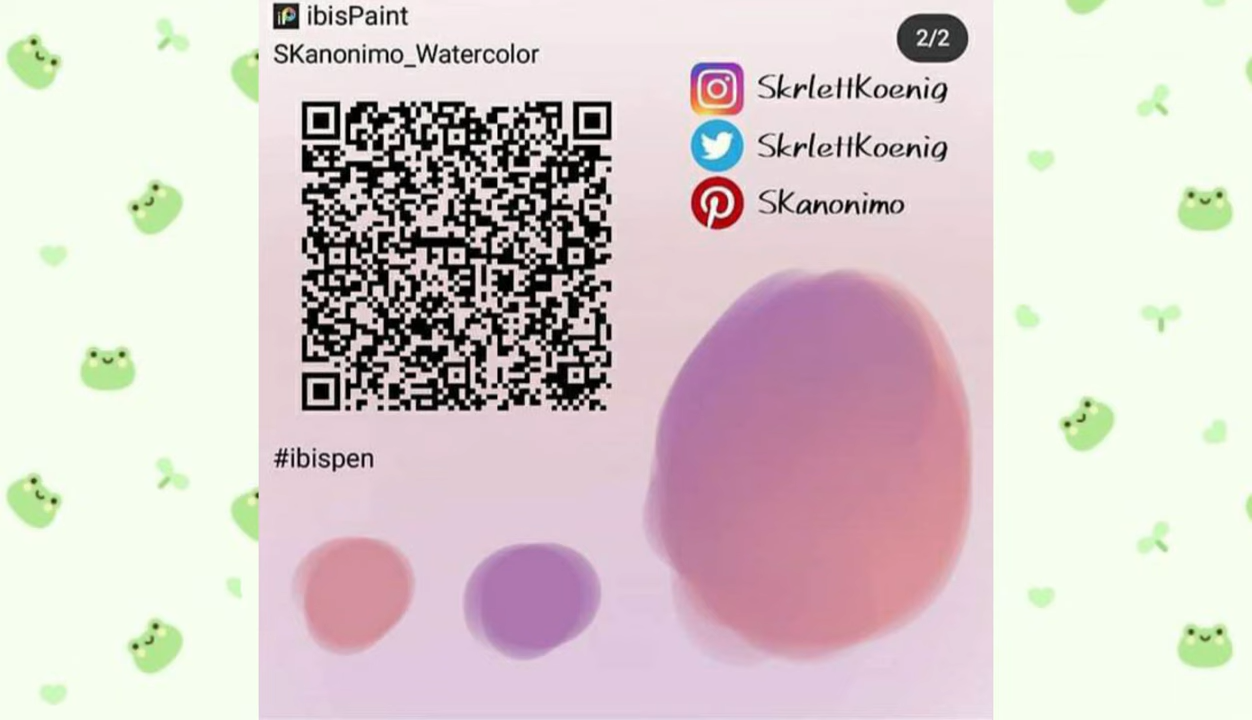 ibisPaint
SKanonimo_Watercolor
2/2
SkrlettKoenig
SkrlettKoenig
SKanonimo
#ibispen